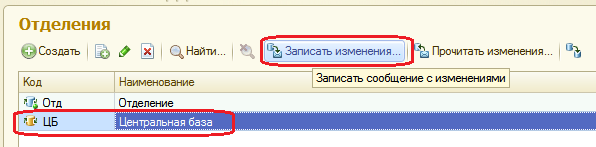 Отделения
Создать Найти... Записать изменения... Прочитать изменения...
Записать сообщение с изменениями
Код Наименование
Отд Отделение
ЦБ Центральная база